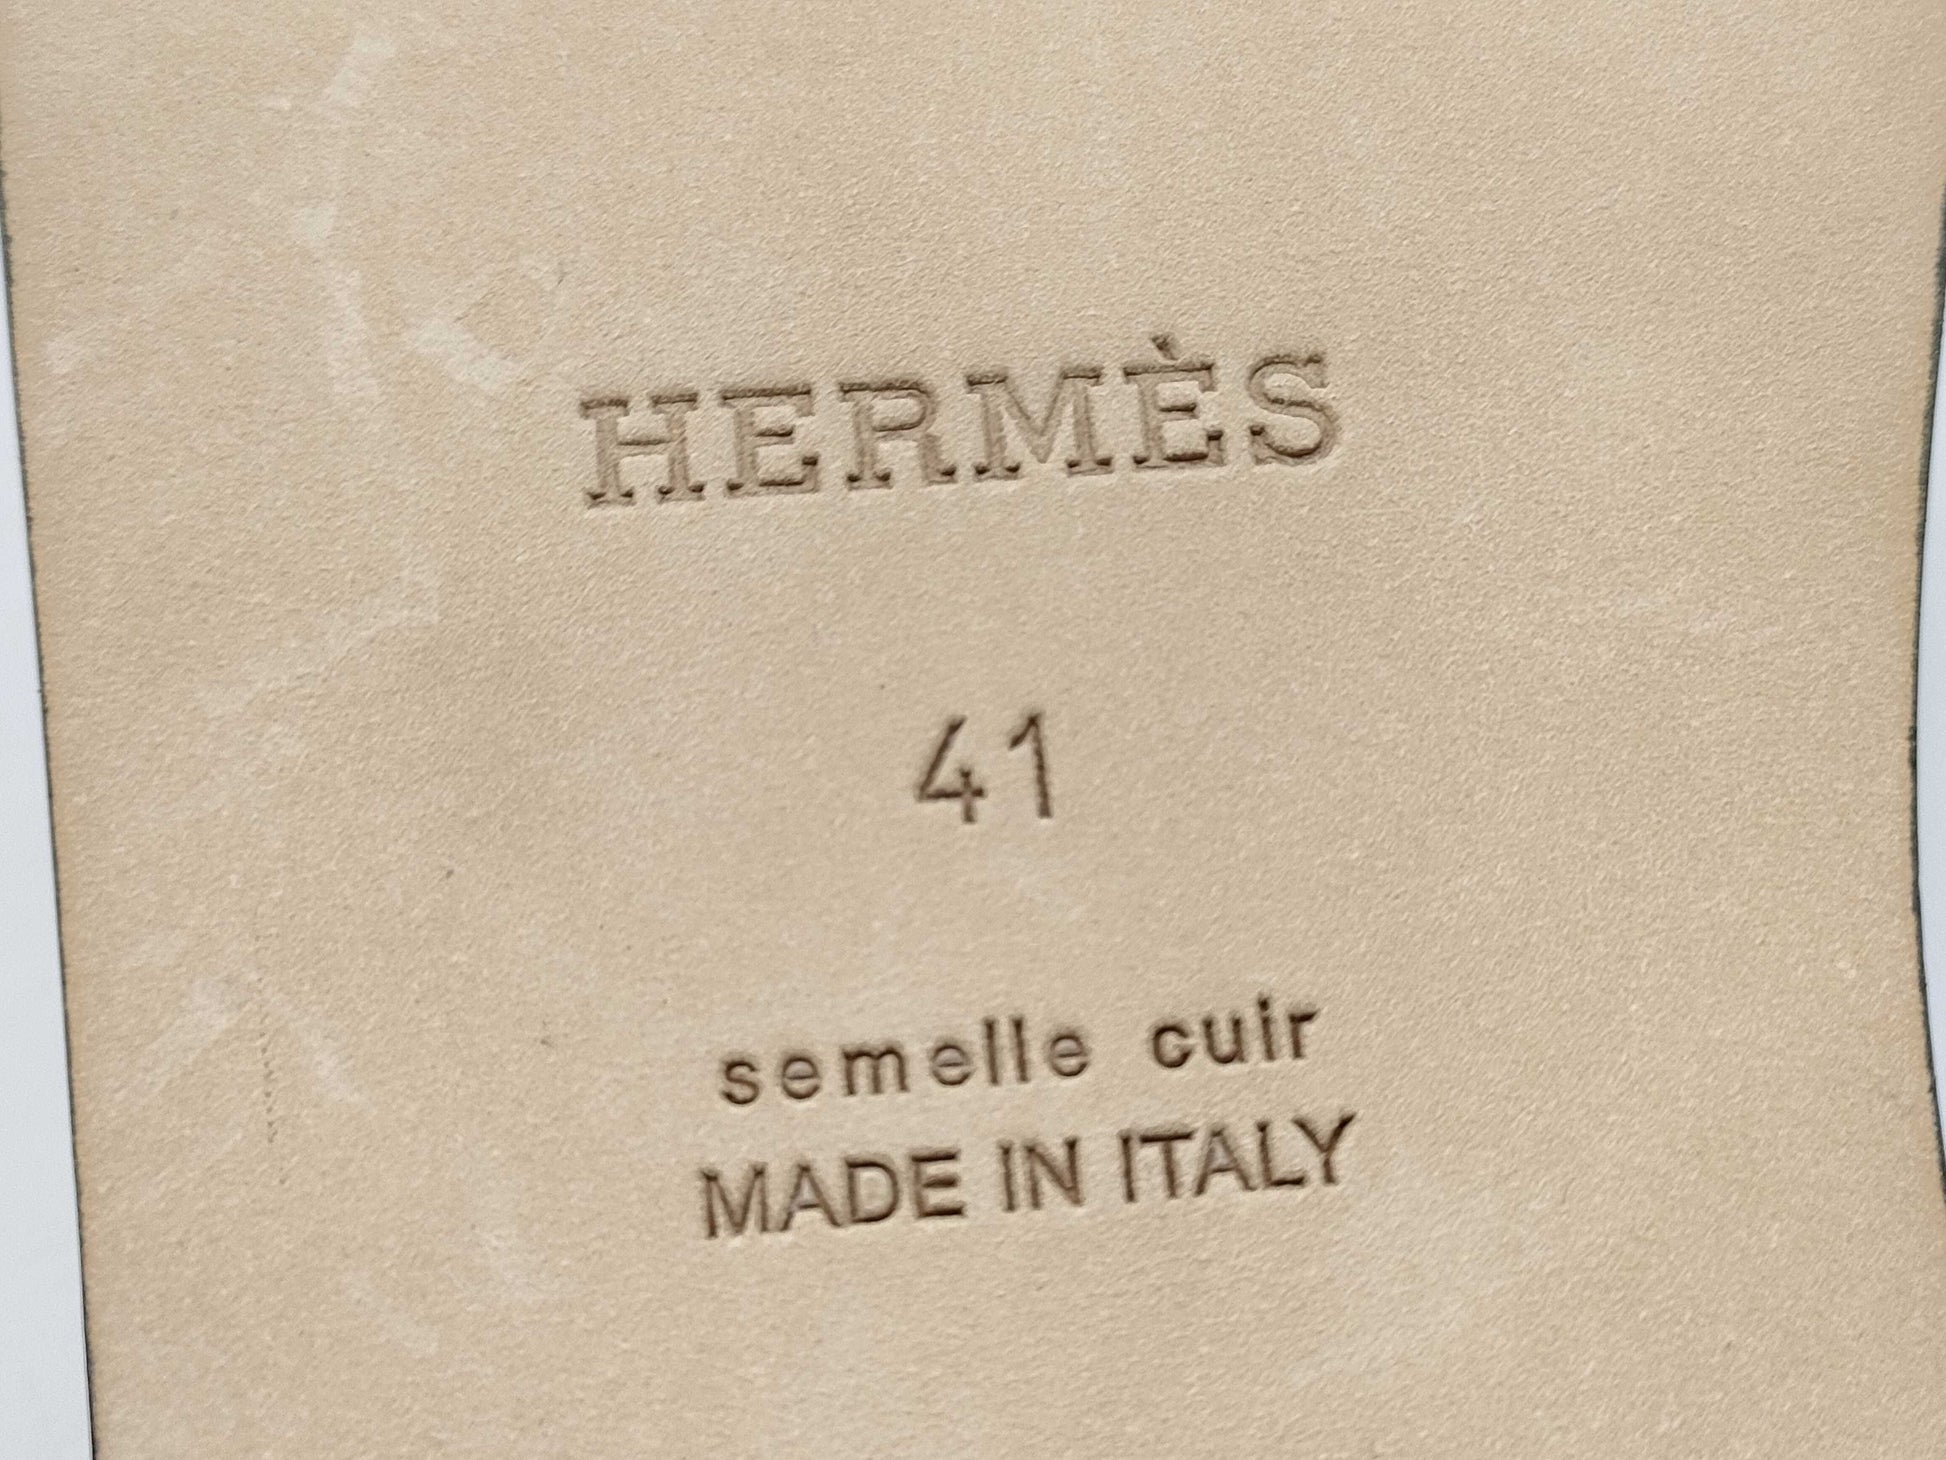 HERMÈS
41
semelle cuir
MADE IN ITALY